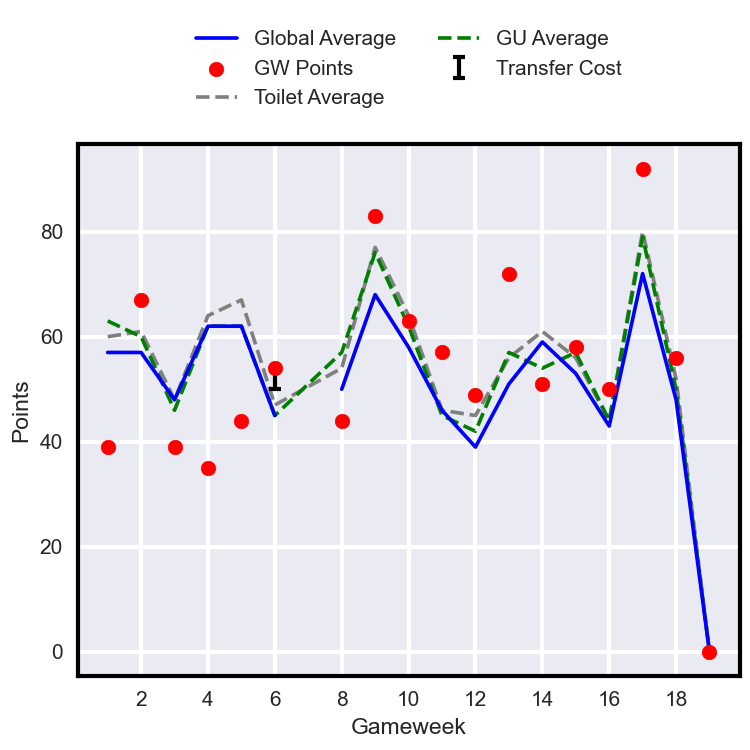 Global Average
GW Points
Toilet Average
GU Average
Transfer Cost
Points
80
60
40
20
0
2 4 6 8 10 12 14 16 18
Gameweek